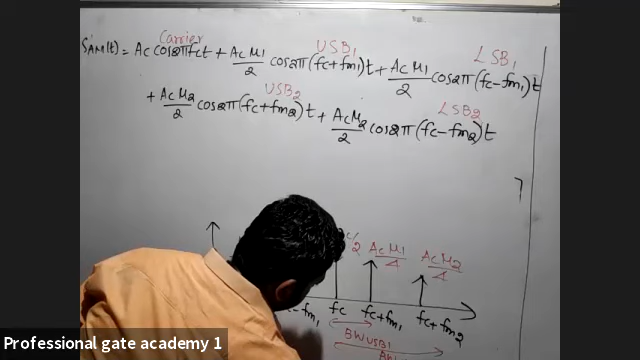 Carrier USB1 LSB1
SAM(t) = Ac cos2πfct + AcM1/2 cos2π(fc+fm1)t + AcM1/2 cos2π(fc-fm1)t
USB2 LSB2
+ AcM2/2 cos2π(fc+fm2)t + AcM2/2 cos2π(fc-fm2)t
/2 AcM1/4 AcM2/4
-fm1 fc fc+fm1 fc+fm2
BWUSB1
Professional gate academy 1